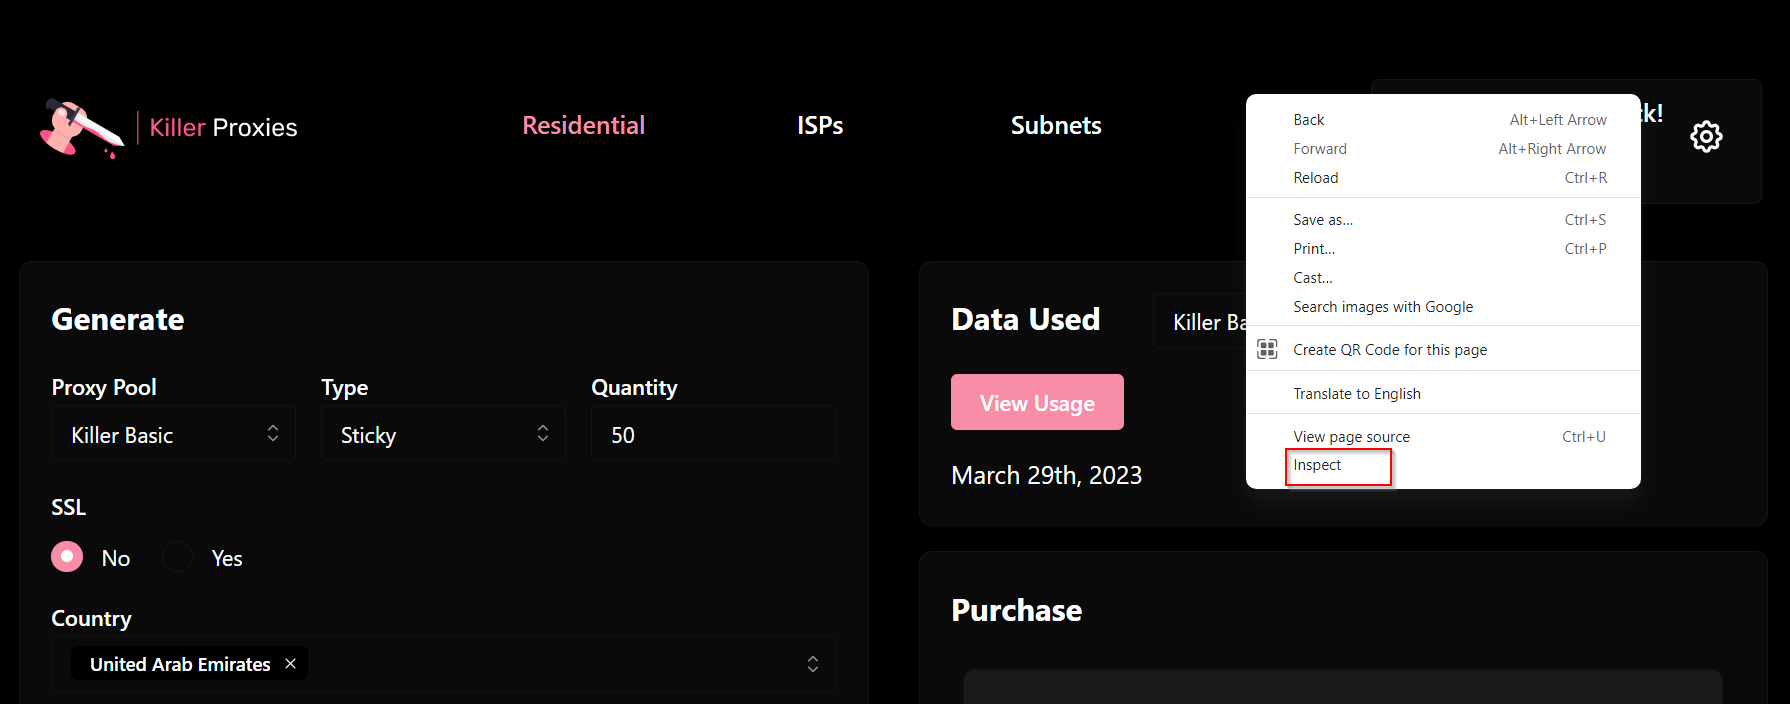 Killer Proxies
Residential
ISPs
Subnets
ck!
Back Alt+Left Arrow
Forward Alt+Right Arrow
Reload Ctrl+R
Save as... Ctrl+S
Print... Ctrl+P
Cast...
Search images with Google
Create QR Code for this page
Translate to English
View page source Ctrl+U
Inspect
Generate
Proxy Pool
Type
Quantity
Killer Basic
Sticky
50
SSL
No
Yes
Country
United Arab Emirates ×
Data Used
Killer Ba
View Usage
March 29th, 2023
Purchase